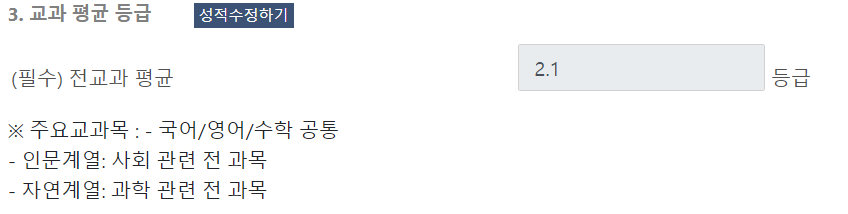 3. 교과 평균 등급 성적수정하기
(필수) 전교과 평균 2.1 등급
※ 주요교과목 : - 국어/영어/수학 공통
- 인문계열: 사회 관련 전 과목
- 자연계열: 과학 관련 전 과목